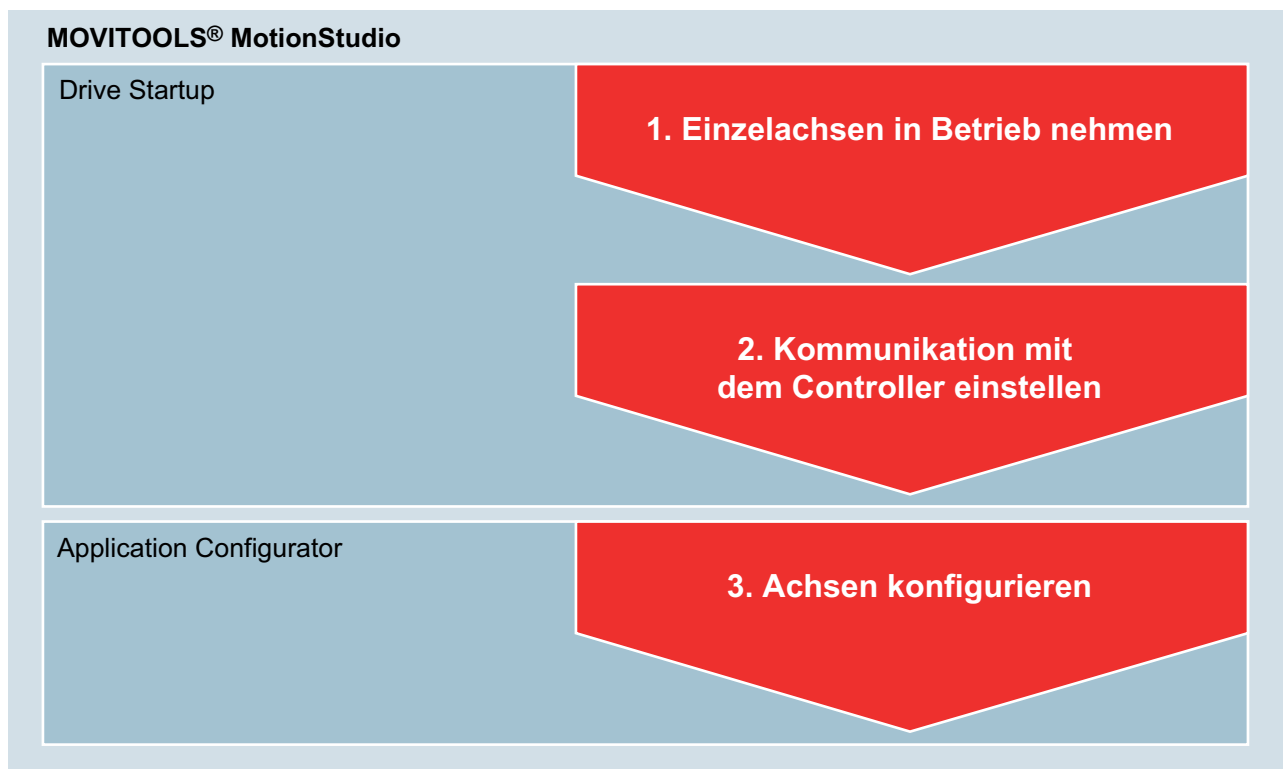 MOVITOOLS® MotionStudio
Drive Startup
1. Einzelachsen in Betrieb nehmen
2. Kommunikation mit
dem Controller einstellen
Application Configurator
3. Achsen konfigurieren